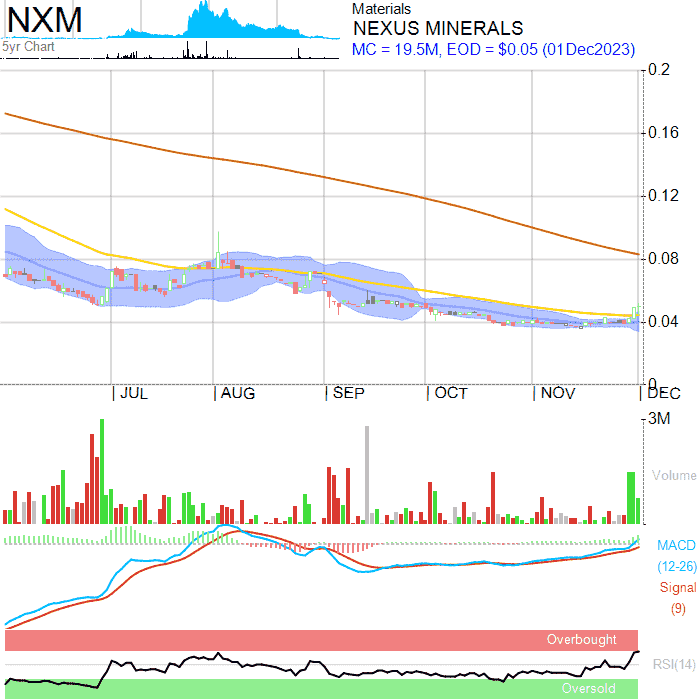 NXM
5yr Chart
Materials
NEXUS MINERALS
MC = 19.5M, EOD = $0.05 (01Dec2023)
0.2
0.16
0.12
0.08
0.04
0
JUL
AUG
SEP
OCT
NOV
DEC
3M
Volume
MACD
(12-26)
Signal
(9)
Overbought
RSI(14)
Oversold